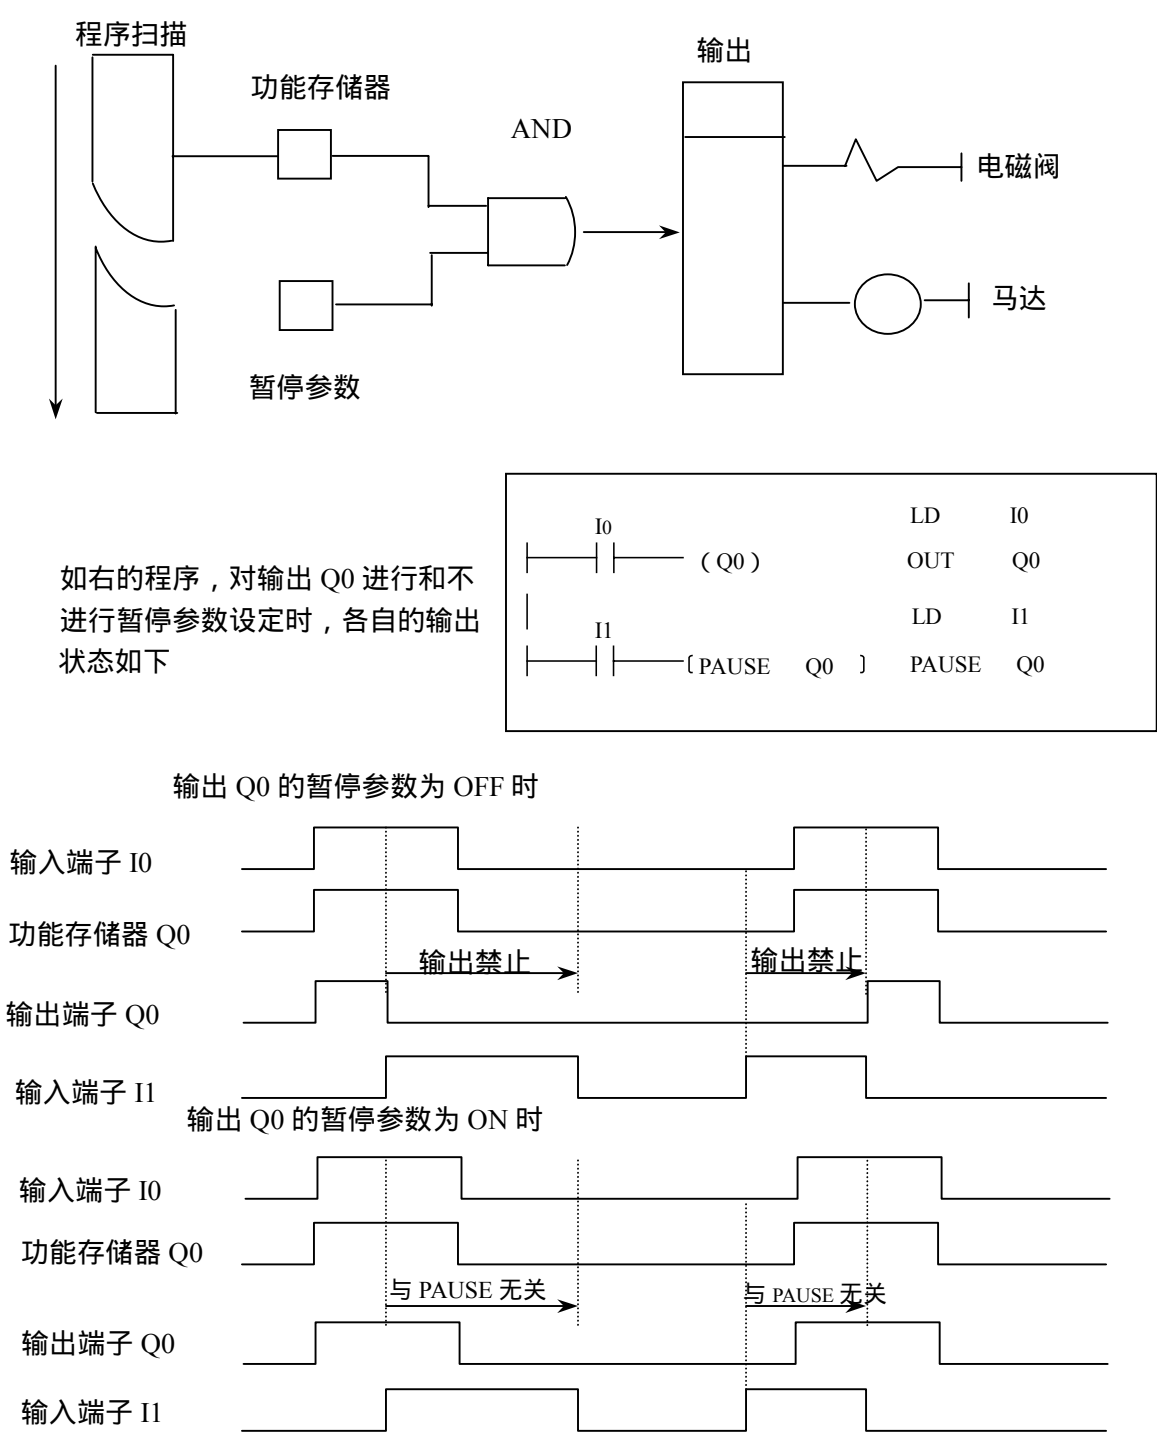 程序扫描
输出
功能存储器
AND
电磁阀
马达
暂停参数
I0
LD I0
( Q0 )
OUT Q0
如右的程序，对输出 Q0 进行和不
进行暂停参数设定时，各自的输出
状态如下
LD I1
I1
〔 PAUSE Q0 〕
PAUSE Q0
输出 Q0 的暂停参数为 OFF 时
输入端子 I0
功能存储器 Q0
输出禁止
输出禁止
输出端子 Q0
输入端子 I1
输出 Q0 的暂停参数为 ON 时
输入端子 I0
功能存储器 Q0
与 PAUSE 无关
与 PAUSE 无关
输出端子 Q0
输入端子 I1